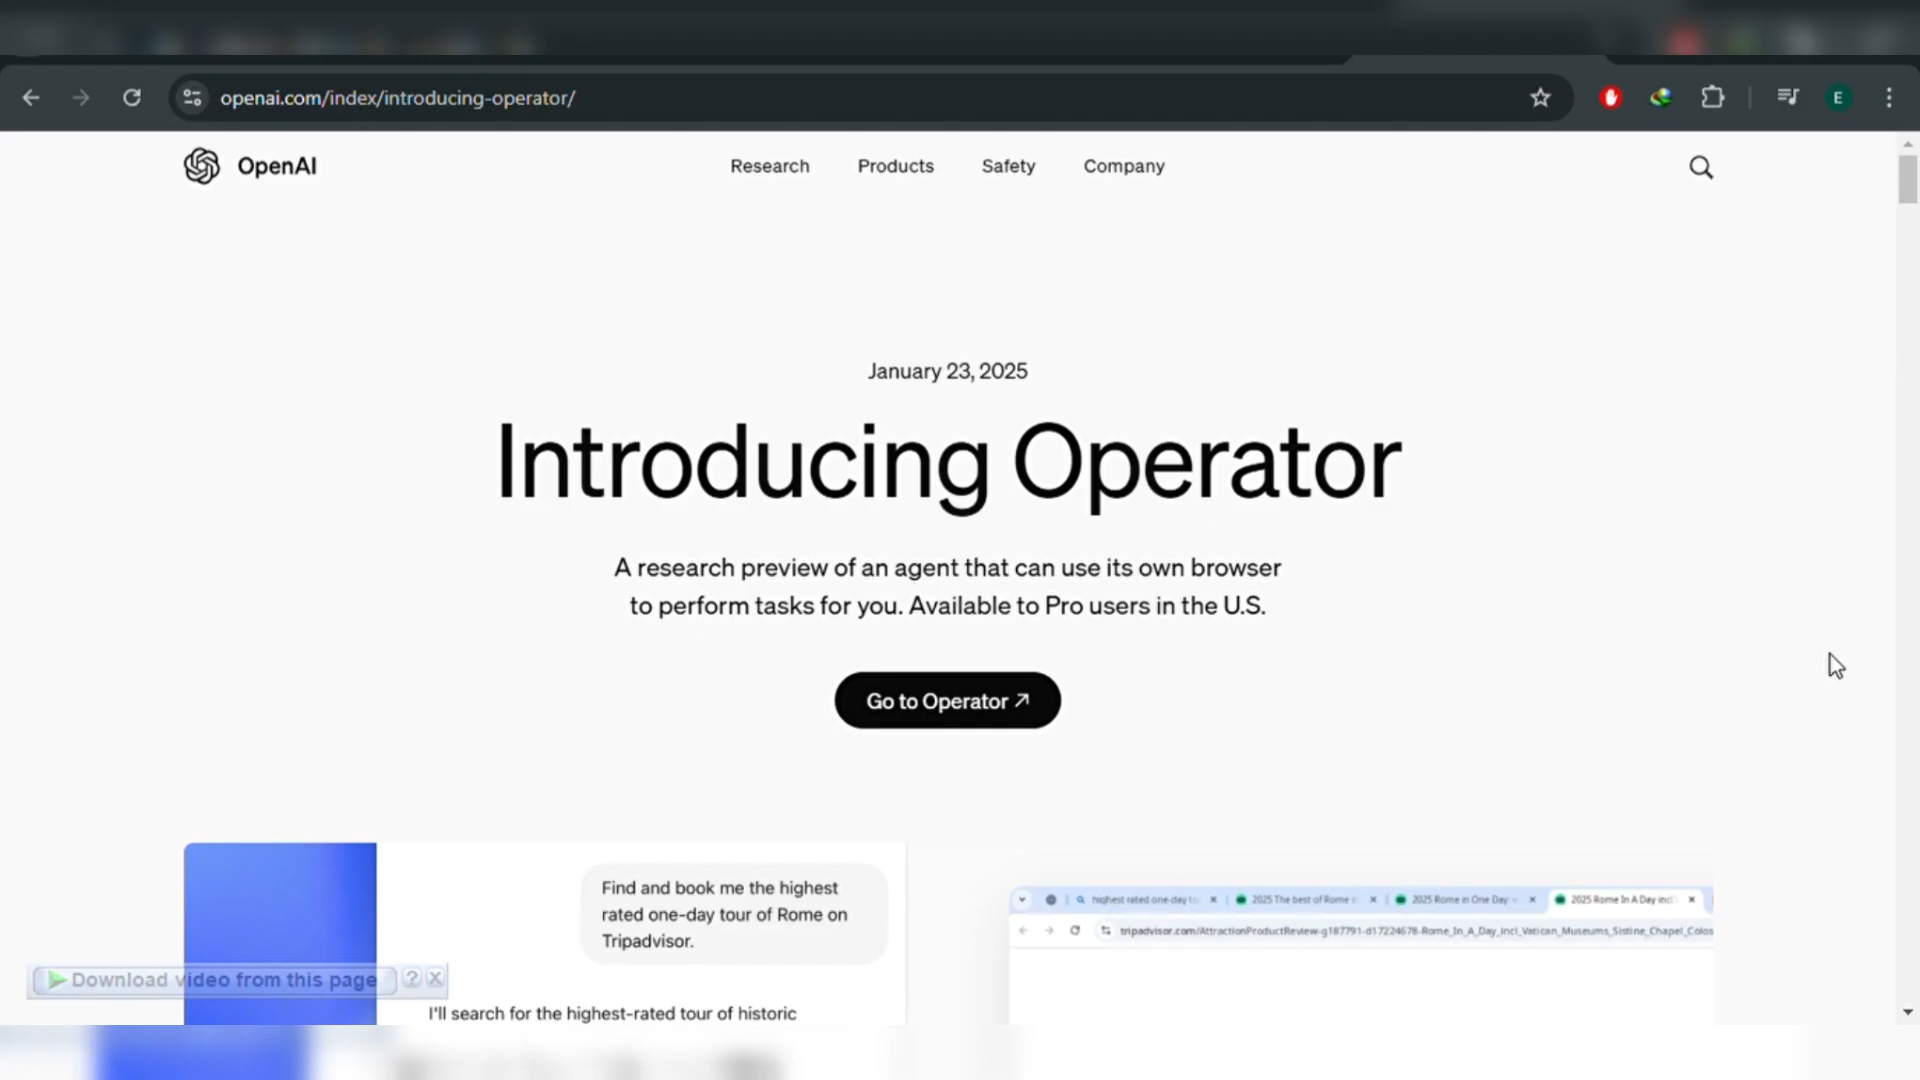 openai.com/index/introducing-operator/
E
OpenAI
Research Products Safety Company
January 23, 2025
Introducing Operator
A research preview of an agent that can use its own browser
to perform tasks for you. Available to Pro users in the U.S.
Go to Operator ↗
Find and book me the highest
rated one-day tour of Rome on
Tripadvisor.
I'll search for the highest-rated tour of historic
highest rated one-day to
2025 The best of Rome
2025 Rome in One Day
2025 Rome In A Day incl
tripadvisor.com/AttractionProductReview-g187791-d17224678-Rome_In_A_Day_incl_Vatican_Museums_Sistine_Chapel_Colos
Download video from this page ? X